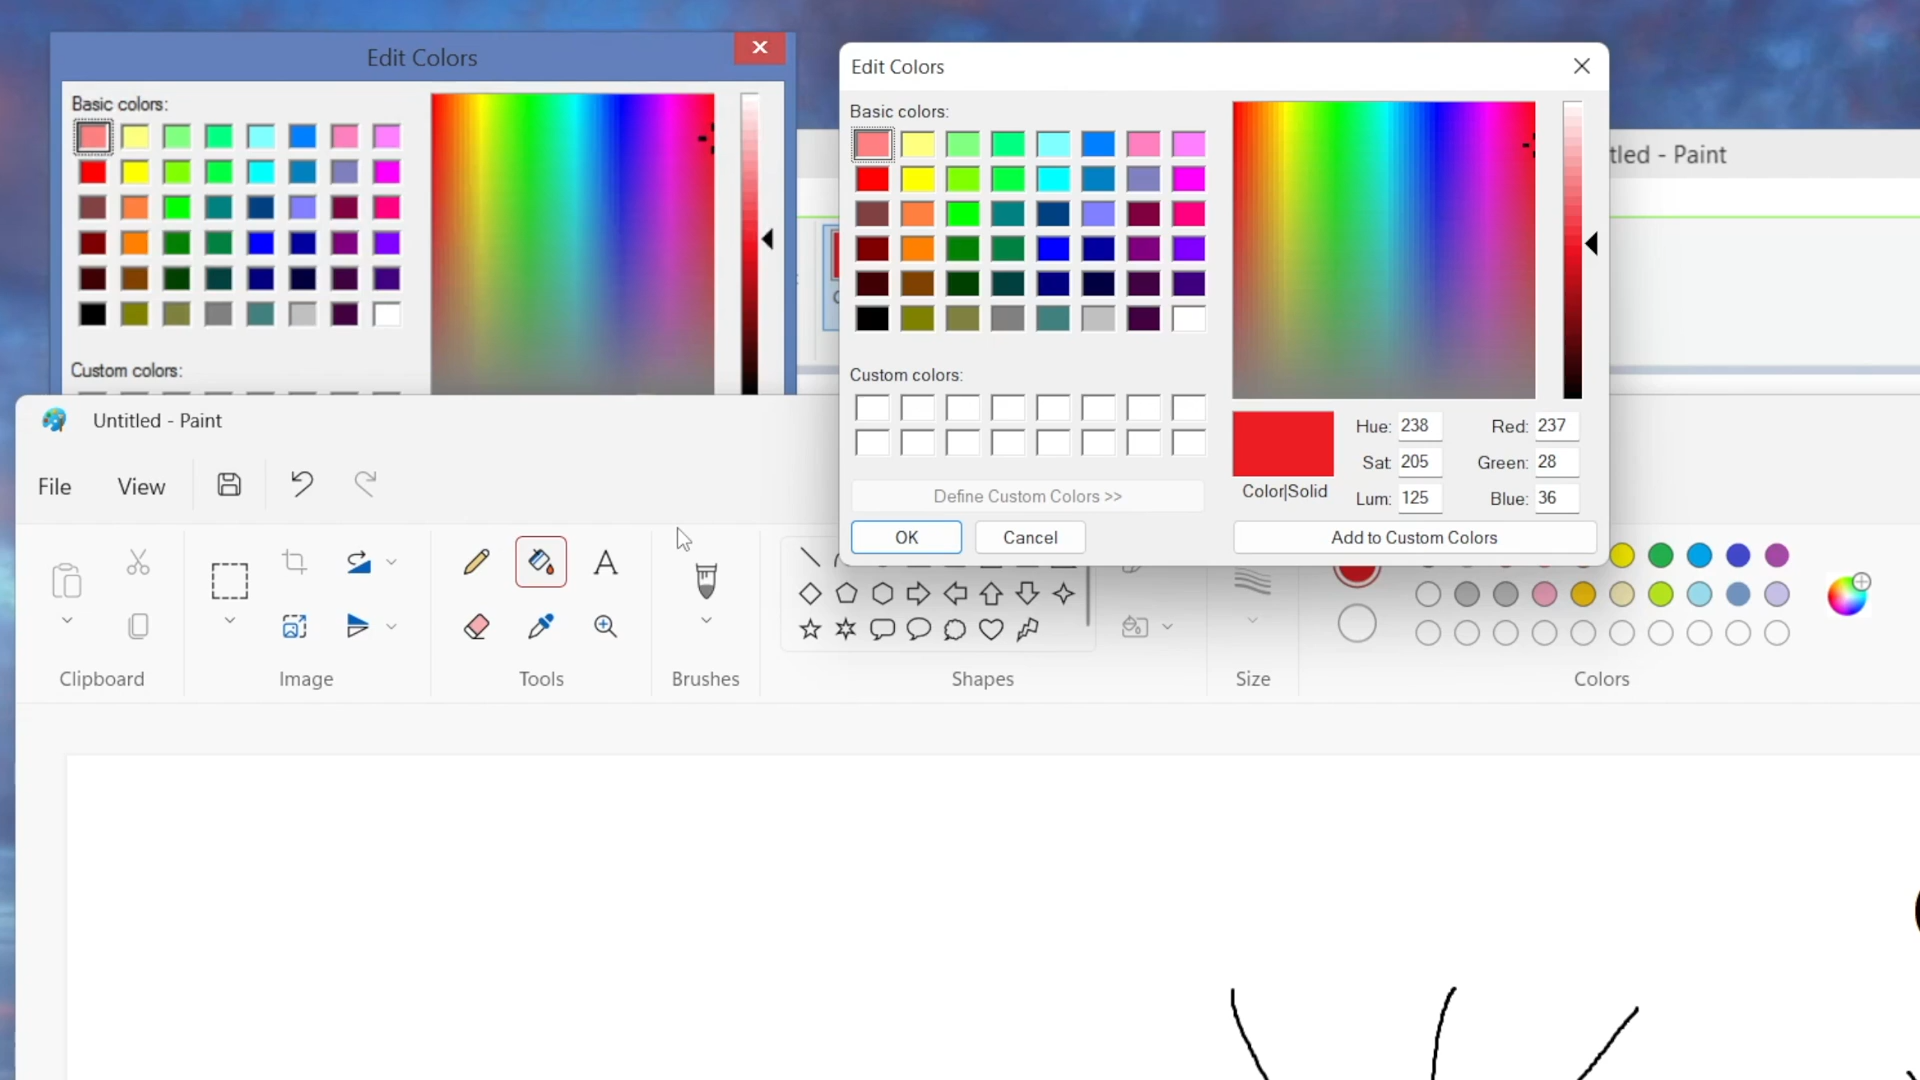 Edit Colors
Basic colors:
Custom colors:
Edit Colors
Basic colors:
Custom colors:
Define Custom Colors >>
OK
Cancel
Color|Solid
Hue: 238
Sat: 205
Lum: 125
Red: 237
Green: 28
Blue: 36
Add to Custom Colors
tled - Paint
Untitled - Paint
File
View
Clipboard
Image
Tools
Brushes
Shapes
Size
Colors